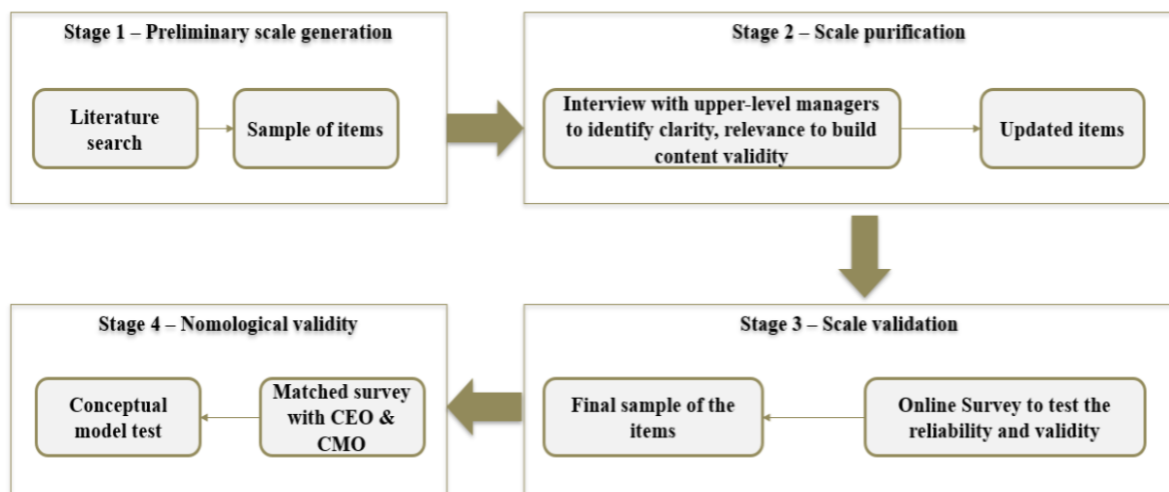 Stage 1 – Preliminary scale generation
Literature
search
Sample of items
Stage 2 – Scale purification
Interview with upper-level managers
to identify clarity, relevance to build
content validity
Updated items
Stage 3 – Scale validation
Online Survey to test the
reliability and validity
Final sample of the
items
Stage 4 – Nomological validity
Matched survey
with CEO &
CMO
Conceptual
model test